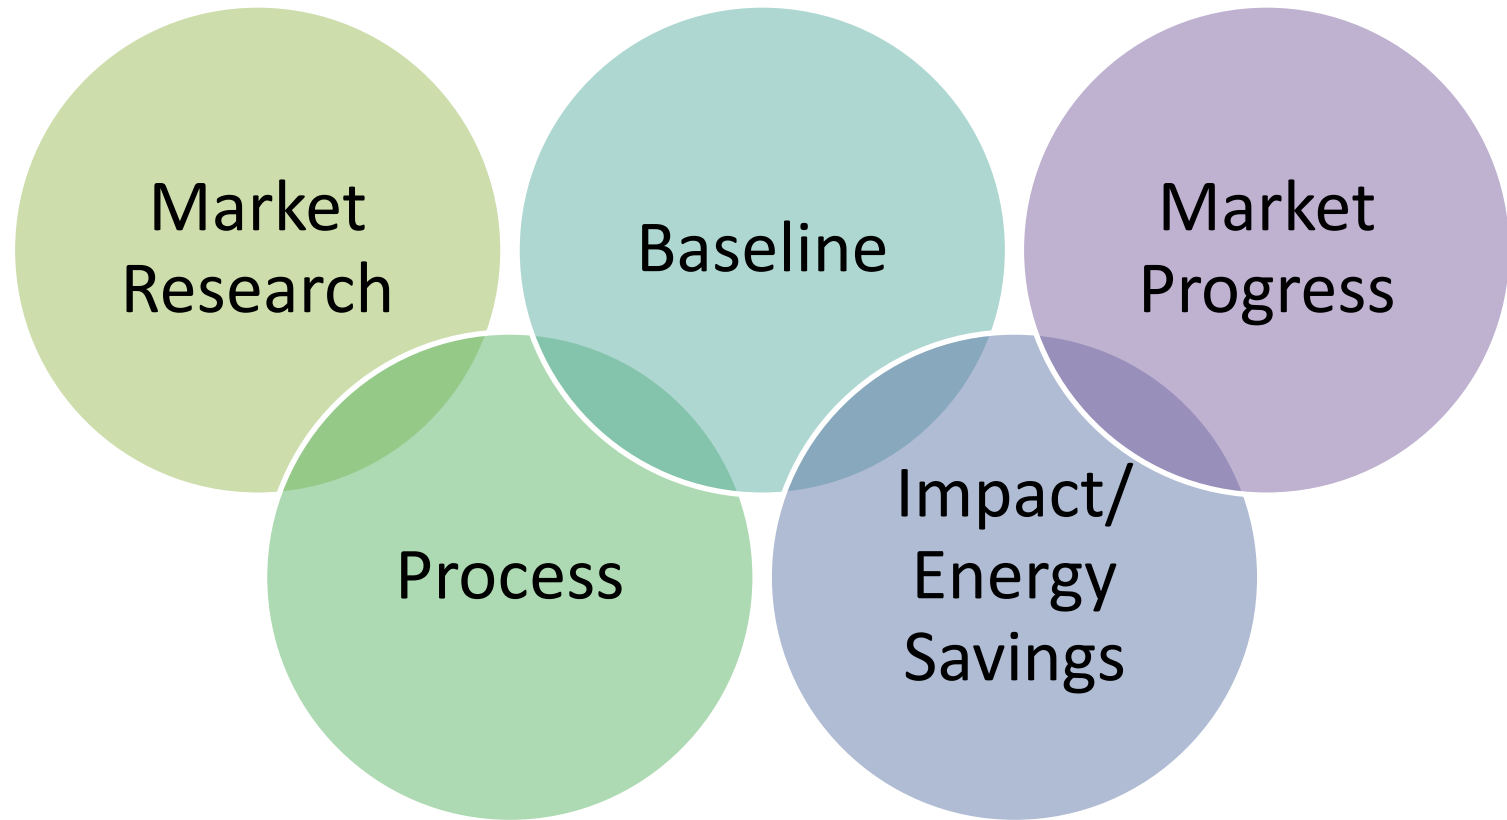 Market
Research
Baseline
Market
Progress
Process
Impact/
Energy
Savings